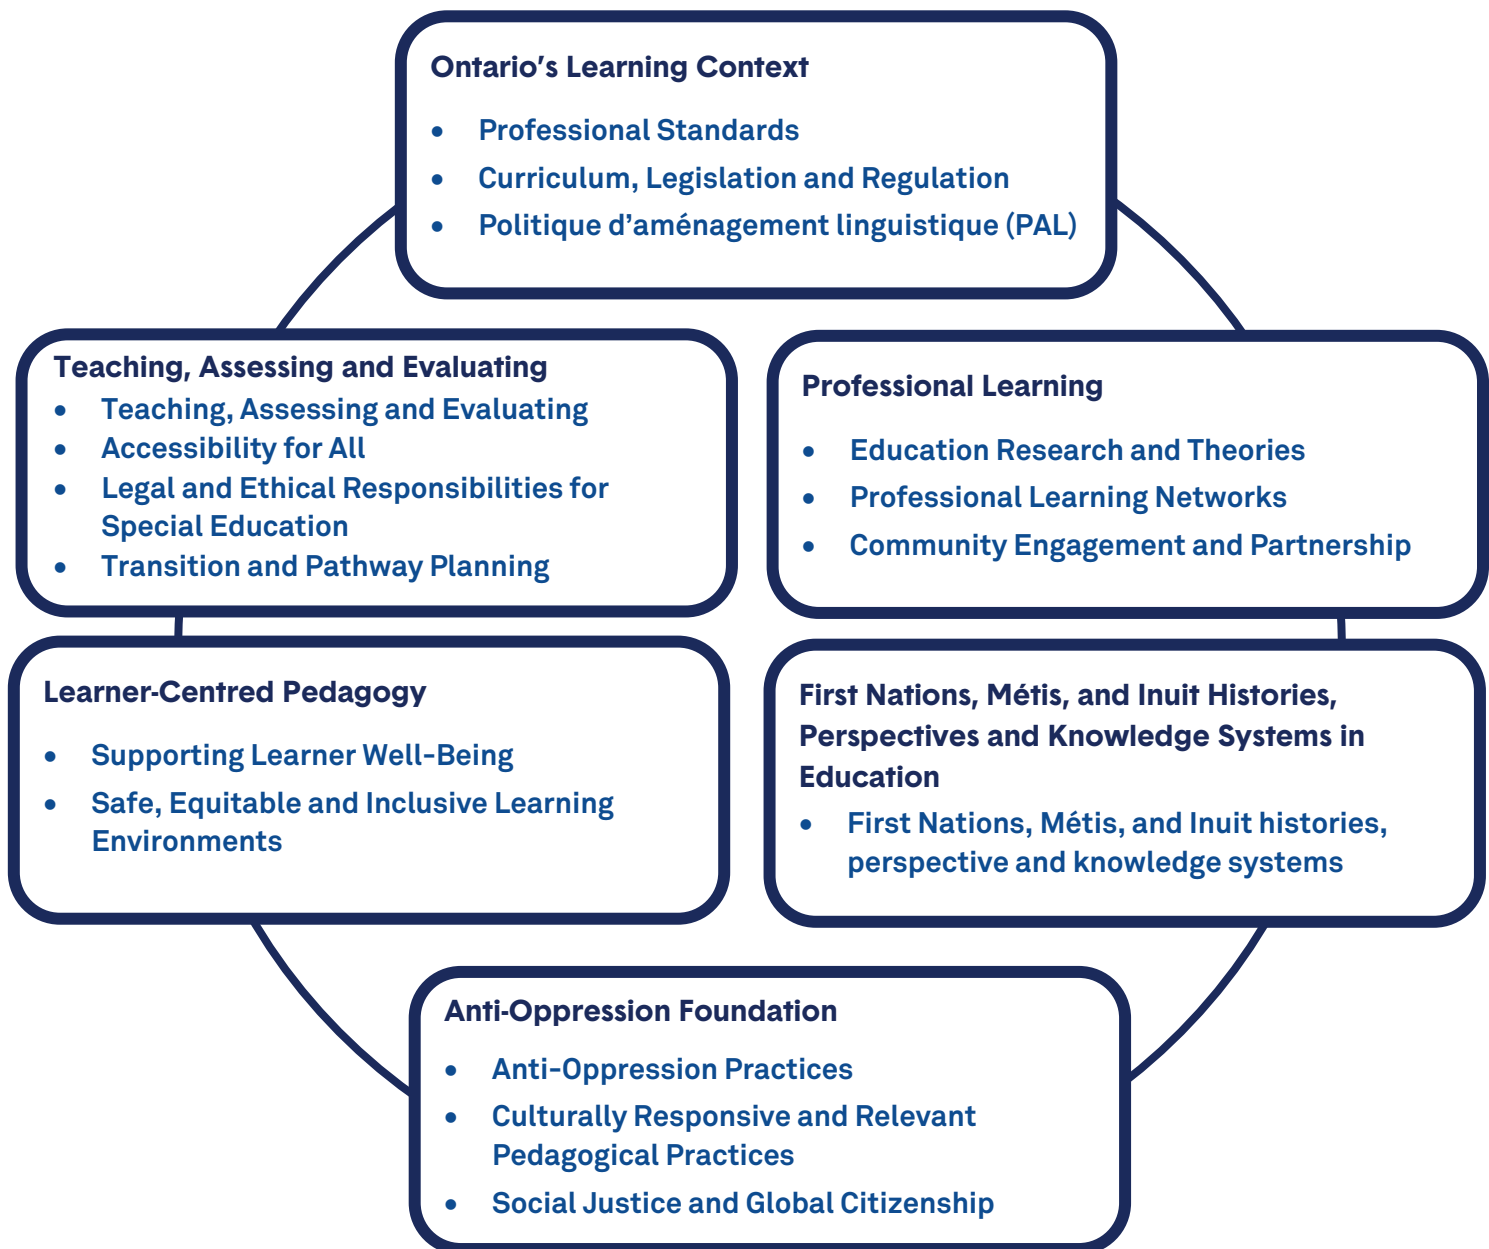 Ontario's Learning Context
• Professional Standards
• Curriculum, Legislation and Regulation
• Politique d'aménagement linguistique (PAL)
Teaching, Assessing and Evaluating
• Teaching, Assessing and Evaluating
• Accessibility for All
• Legal and Ethical Responsibilities for
Special Education
• Transition and Pathway Planning
Professional Learning
• Education Research and Theories
• Professional Learning Networks
• Community Engagement and Partnership
Learner-Centred Pedagogy
• Supporting Learner Well-Being
• Safe, Equitable and Inclusive Learning
Environments
First Nations, Métis, and Inuit Histories,
Perspectives and Knowledge Systems in
Education
• First Nations, Métis, and Inuit histories,
perspective and knowledge systems
Anti-Oppression Foundation
• Anti-Oppression Practices
• Culturally Responsive and Relevant
Pedagogical Practices
• Social Justice and Global Citizenship